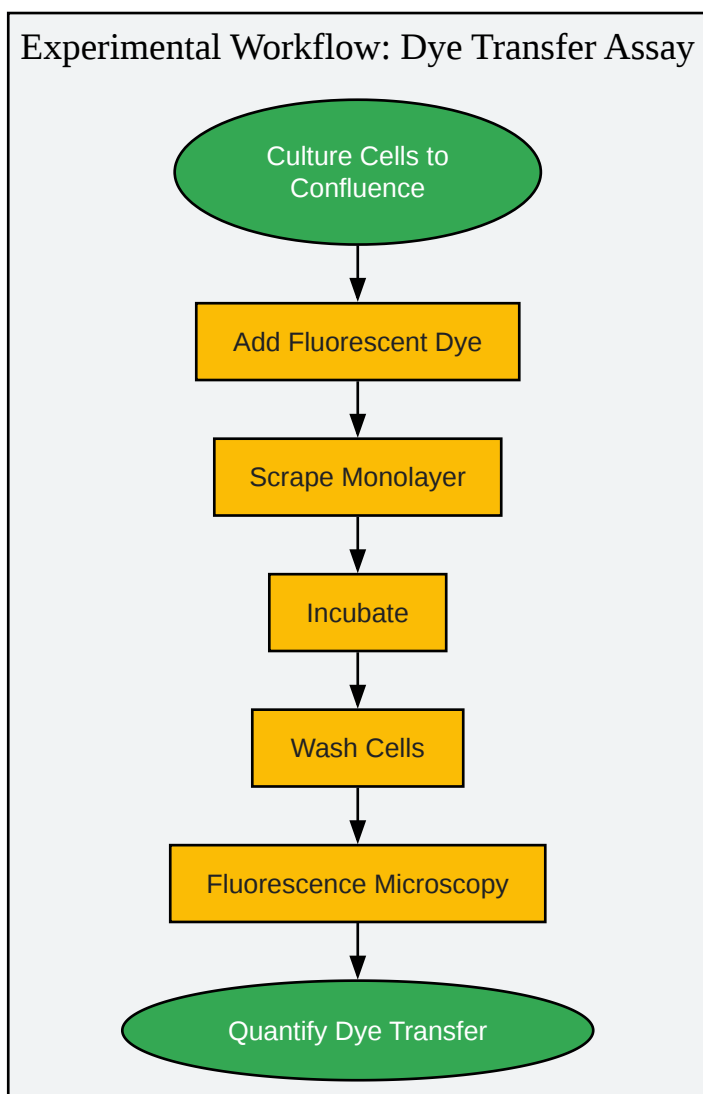 Experimental Workflow: Dye Transfer Assay
Culture Cells to
Confluence
Add Fluorescent Dye
Scrape Monolayer
Incubate
Wash Cells
Fluorescence Microscopy
Quantify Dye Transfer